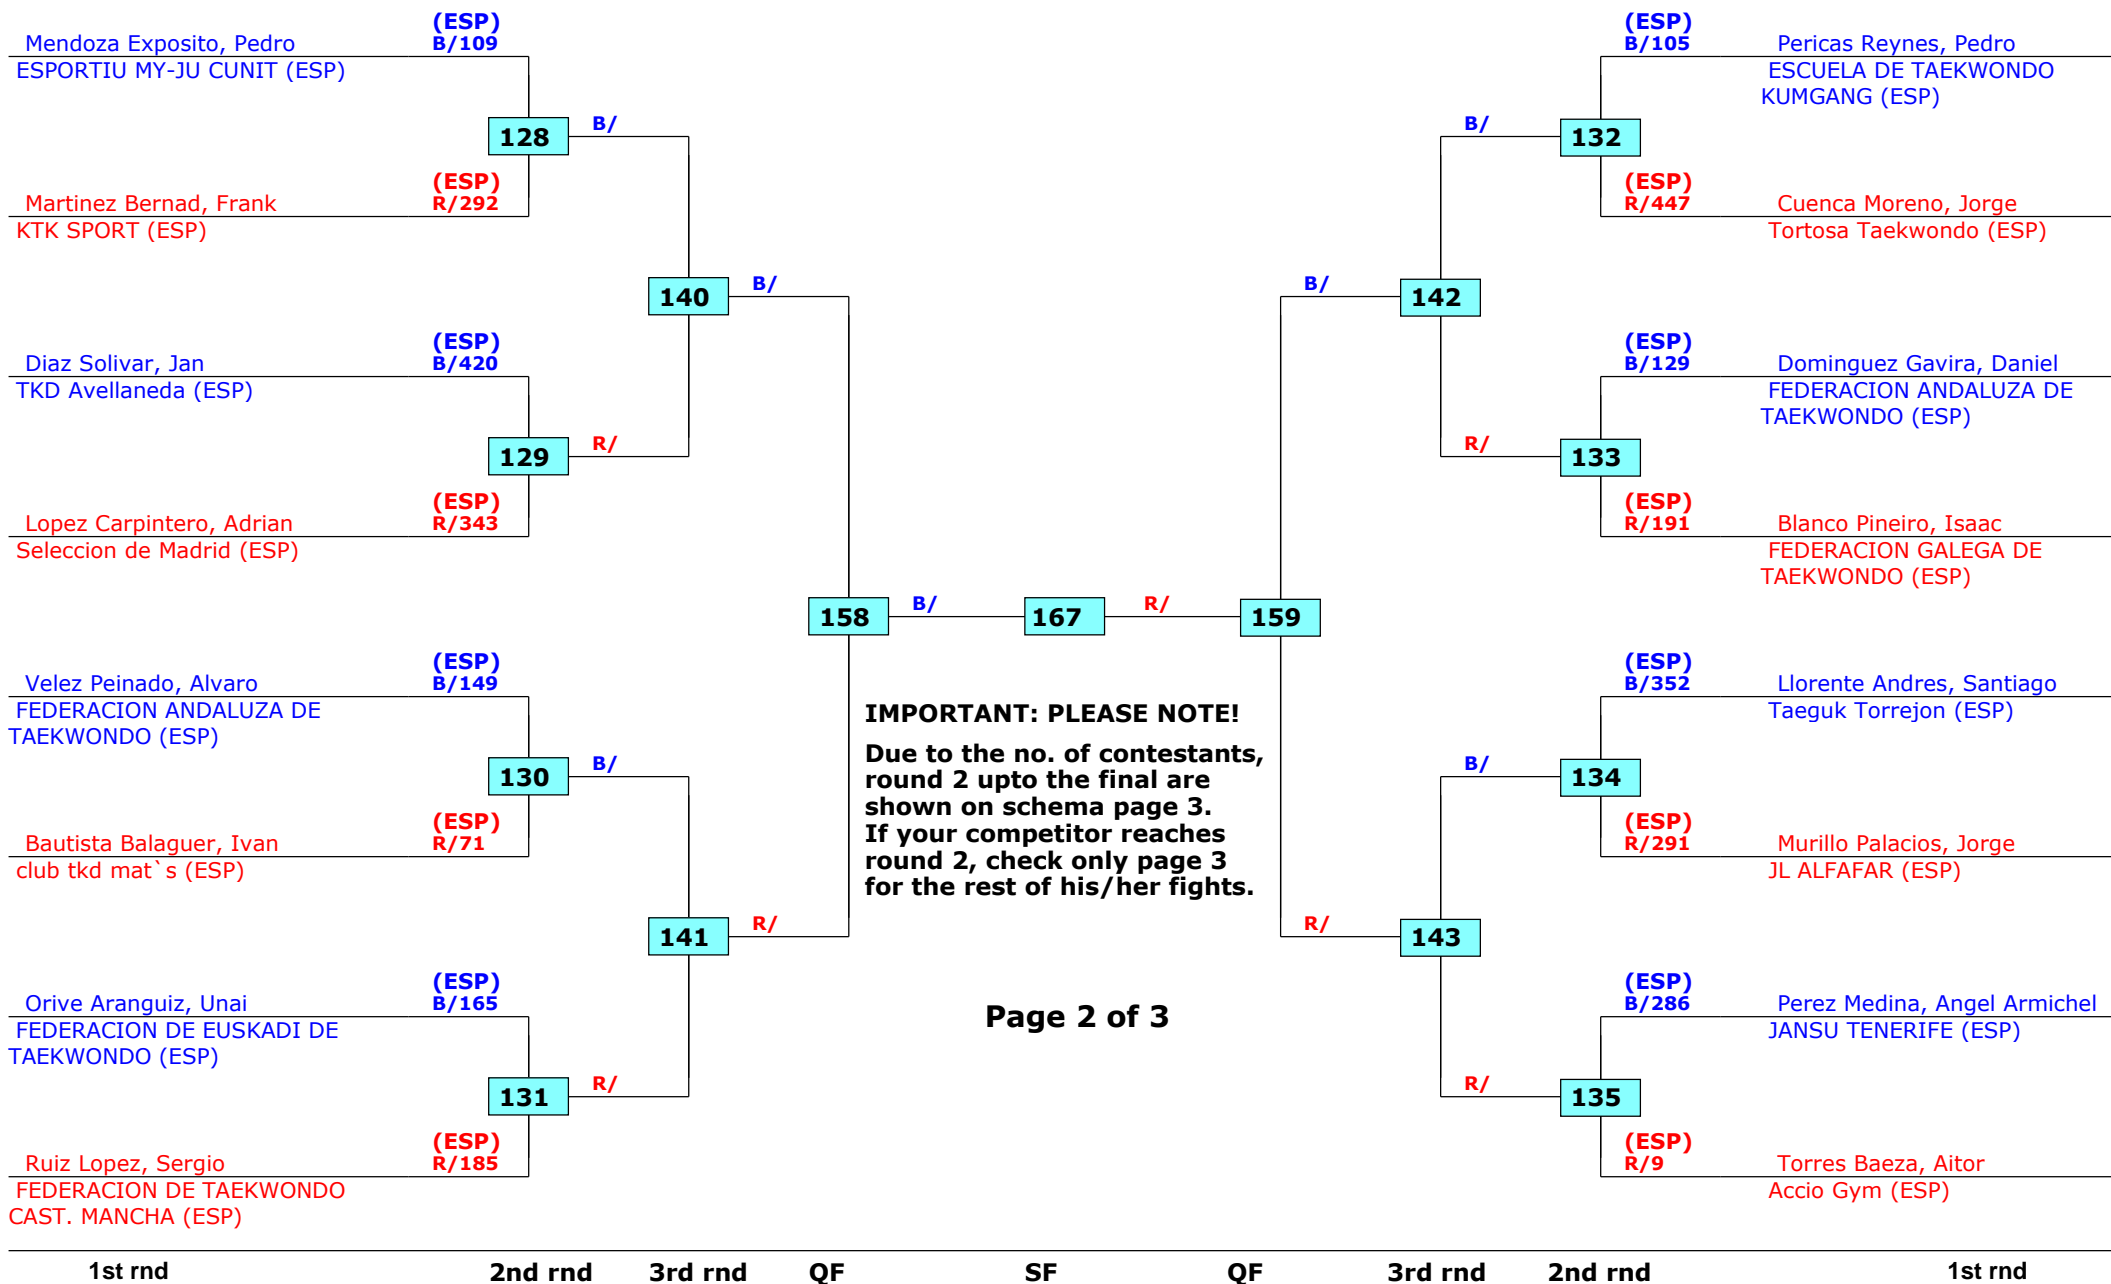 (ESP)
Mendoza Exposito, Pedro B/109
ESPORTIU MY-JU CUNIT (ESP)
128
B/
(ESP)
Martinez Bernad, Frank R/292
KTK SPORT (ESP)
140
B/
(ESP)
Diaz Solivar, Jan B/420
TKD Avellaneda (ESP)
129
R/
(ESP)
Lopez Carpintero, Adrian R/343
Seleccion de Madrid (ESP)
158
B/
167
R/
159
(ESP)
Velez Peinado, Alvaro B/149
FEDERACION ANDALUZA DE
TAEKWONDO (ESP)
130
B/
(ESP)
Bautista Balaguer, Ivan R/71
club tkd mat`s (ESP)
141
R/
(ESP)
Orive Aranguiz, Unai B/165
FEDERACION DE EUSKADI DE
TAEKWONDO (ESP)
131
R/
(ESP)
Ruiz Lopez, Sergio R/185
FEDERACION DE TAEKWONDO
CAST. MANCHA (ESP)
IMPORTANT: PLEASE NOTE!
Due to the no. of contestants,
round 2 upto the final are
shown on schema page 3.
If your competitor reaches
round 2, check only page 3
for the rest of his/her fights.
Page 2 of 3
(ESP)
B/105 Pericas Reynes, Pedro
ESCUELA DE TAEKWONDO
KUMGANG (ESP)
B/
132
(ESP)
R/447 Cuenca Moreno, Jorge
Tortosa Taekwondo (ESP)
B/
142
(ESP)
B/129 Dominguez Gavira, Daniel
FEDERACION ANDALUZA DE
TAEKWONDO (ESP)
R/
133
(ESP)
R/191 Blanco Pineiro, Isaac
FEDERACION GALEGA DE
TAEKWONDO (ESP)
(ESP)
B/352 Llorente Andres, Santiago
Taeguk Torrejon (ESP)
B/
134
(ESP)
R/291 Murillo Palacios, Jorge
JL ALFAFAR (ESP)
R/
143
(ESP)
B/286 Perez Medina, Angel Armichel
JANSU TENERIFE (ESP)
R/
135
(ESP)
R/9 Torres Baeza, Aitor
Accio Gym (ESP)
1st rnd 2nd rnd 3rd rnd QF SF QF 3rd rnd 2nd rnd 1st rnd